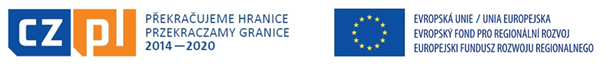 cz pl
PŘEKRAČUJEME HRANICE
PRZEKRACZAMY GRANICE
2014—2020
EVROPSKÁ UNIE / UNIA EUROPEJSKA
EVROPSKÝ FOND PRO REGIONÁLNÍ ROZVOJ
EUROPEJSKI FUNDUSZ ROZWOJU REGIONALNEGO